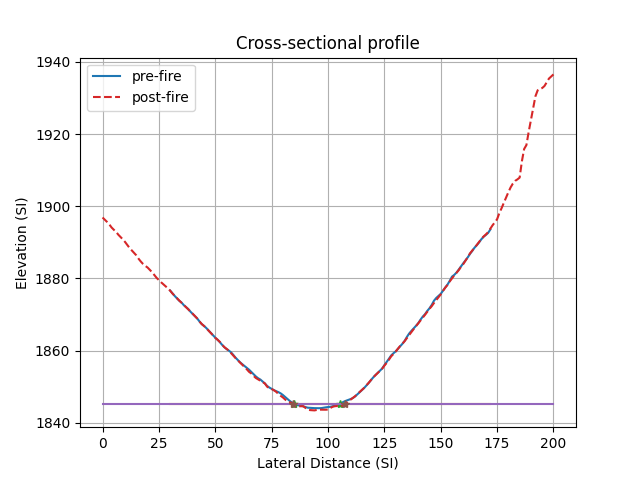 Cross-sectional profile
pre-fire
post-fire
1940
1920
1900
1880
1860
1840
Elevation (SI)
0 25 50 75 100 125 150 175 200
Lateral Distance (SI)